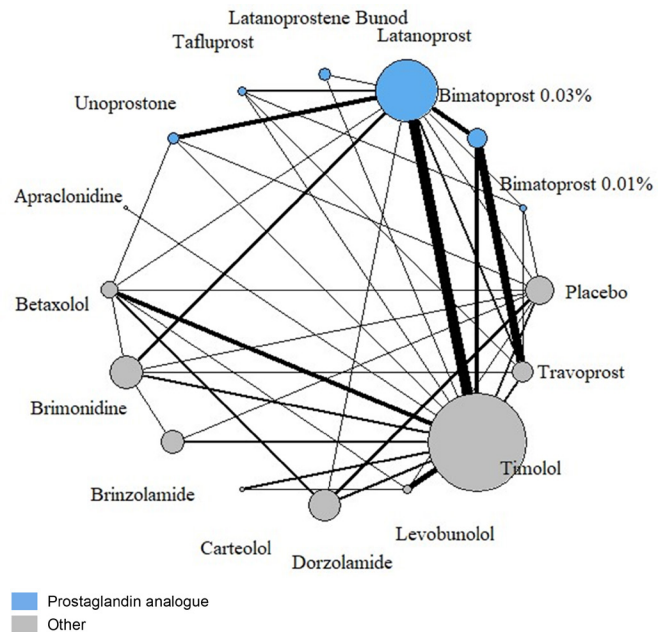 Latanoprostene Bunod
Latanoprost
Tafluprost
Bimatoprost 0.03%
Unoprostone
Bimatoprost 0.01%
Apraclonidine
Placebo
Betaxolol
Travoprost
Brimonidine
Timolol
Brinzolamide
Levobunolol
Carteolol
Dorzolamide
Prostaglandin analogue
Other